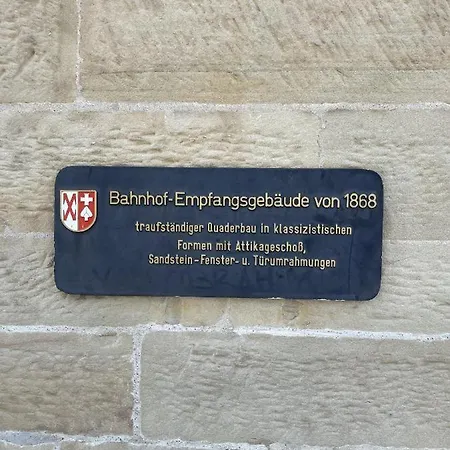 Bahnhof-Empfangsgebäude von 1868
traufständiger Quaderbau in klassizistischen
Formen mit Attikageschoß,
Sandstein-Fenster- u. Türumrahmungen